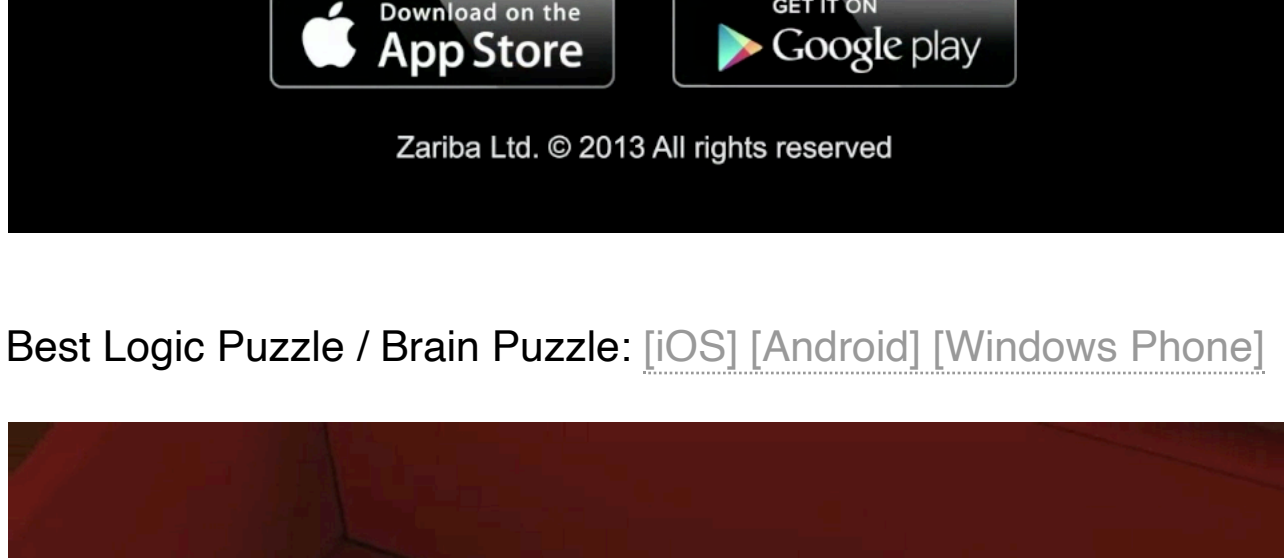 Download on the
App Store
GET IT ON
Google play
Zariba Ltd. © 2013 All rights reserved
Best Logic Puzzle / Brain Puzzle: [iOS] [Android] [Windows Phone]